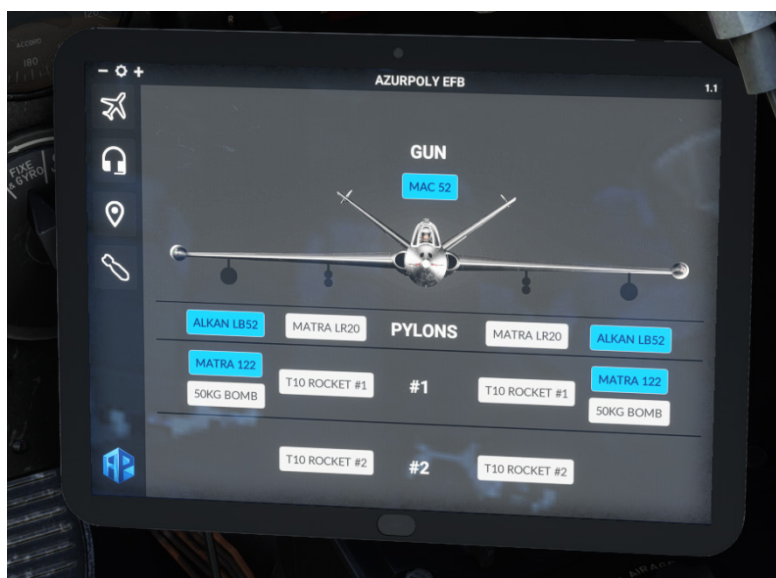 ACCORD
180
FIXE
& GYRO
AZURPOLY EFB
1.1
GUN
MAC 52
ALKAN LB52 MATRA LR20 PYLONS MATRA LR20 ALKAN LB52
MATRA 122 T10 ROCKET #1 #1 T10 ROCKET #1 MATRA 122
50KG BOMB 50KG BOMB
T10 ROCKET #2 #2 T10 ROCKET #2